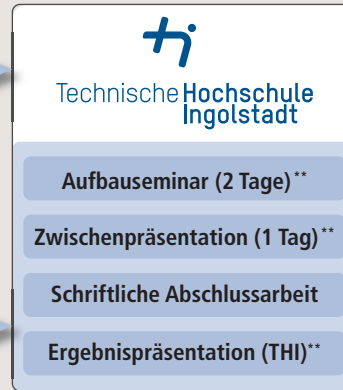 Technische Hochschule
Ingolstadt
Aufbauseminar (2 Tage)**
Zwischenpräsentation (1 Tag)**
Schriftliche Abschlussarbeit
Ergebnispräsentation (THI)**